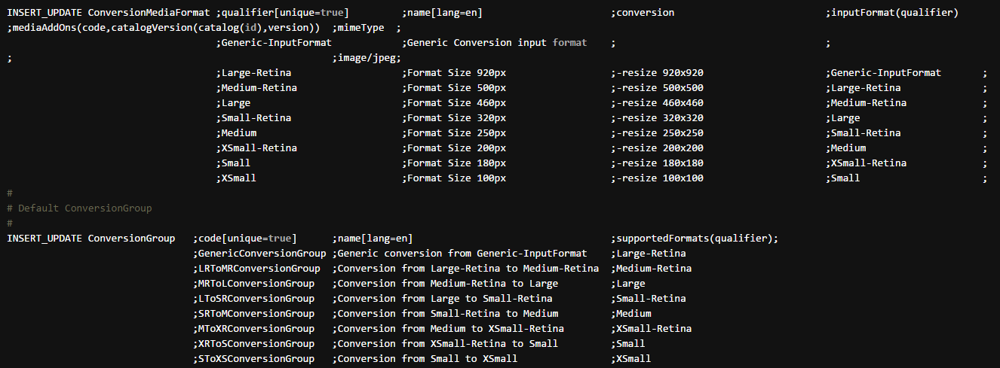 INSERT_UPDATE ConversionMediaFormat ;qualifier[unique=true] ;name[lang=en] ;conversion ;inputFormat(qualifier)
;mediaAddOns(code,catalogVersion(catalog(id),version)) ;mimeType ;
;Generic-InputFormat ;Generic Conversion input format ; ;
; ;image/jpeg;
;Large-Retina ;Format Size 920px ;-resize 920x920 ;Generic-InputFormat ;
;Medium-Retina ;Format Size 500px ;-resize 500x500 ;Large-Retina ;
;Large ;Format Size 460px ;-resize 460x460 ;Medium-Retina ;
;Small-Retina ;Format Size 320px ;-resize 320x320 ;Large ;
;Medium ;Format Size 250px ;-resize 250x250 ;Small-Retina ;
;XSmall-Retina ;Format Size 200px ;-resize 200x200 ;Medium ;
;Small ;Format Size 180px ;-resize 180x180 ;XSmall-Retina ;
;XSmall ;Format Size 100px ;-resize 100x100 ;Small ;
#
# Default ConversionGroup
#
INSERT_UPDATE ConversionGroup ;code[unique=true] ;name[lang=en] ;supportedFormats(qualifier);
;GenericConversionGroup ;Generic conversion from Generic-InputFormat ;Large-Retina
;LRToMRConversionGroup ;Conversion from Large-Retina to Medium-Retina ;Medium-Retina
;MRToLConversionGroup ;Conversion from Medium-Retina to Large ;Large
;LToSRConversionGroup ;Conversion from Large to Small-Retina ;Small-Retina
;SRToMConversionGroup ;Conversion from Small-Retina to Medium ;Medium
;MToXRConversionGroup ;Conversion from Medium to XSmall-Retina ;XSmall-Retina
;XRToSConversionGroup ;Conversion from XSmall-Retina to Small ;Small
;SToXSConversionGroup ;Conversion from Small to XSmall ;XSmall